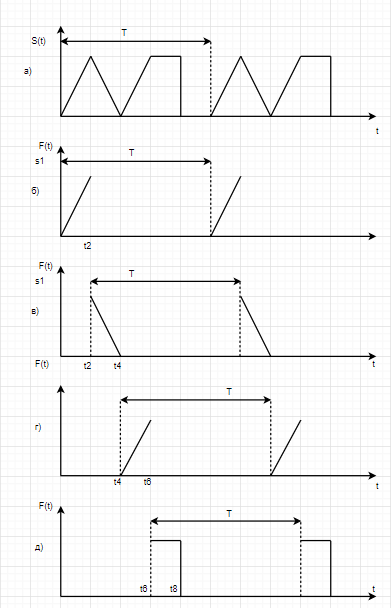 S(t) T
а)
t
F(t)
s1 T
б)
t2
F(t)
s1 T
в)
F(t) t2 t4 t
T
г)
t4 t6 t
F(t)
T
д)
t6 t8 t